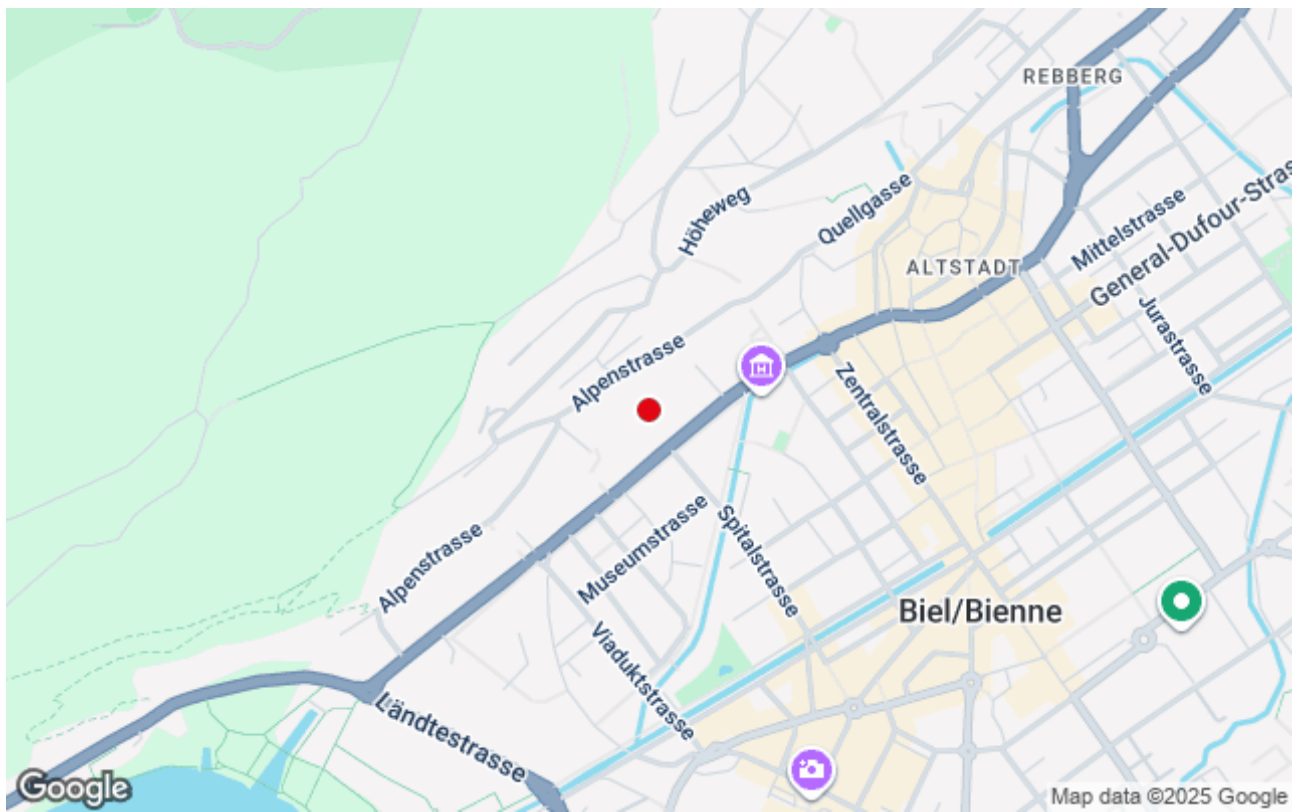 REBBERG
Höheweg
Quellgasse
Mittelstrasse
General-Dufour-Stras
ALTSTADT
Jurastrasse
Alpenstrasse
H
Zentralstrasse
Museumstrasse
Spitalstrasse
Alpenstrasse
Biel/Bienne
Viaduktstrasse
Ländtestrasse
Google
Map data ©2025 Google